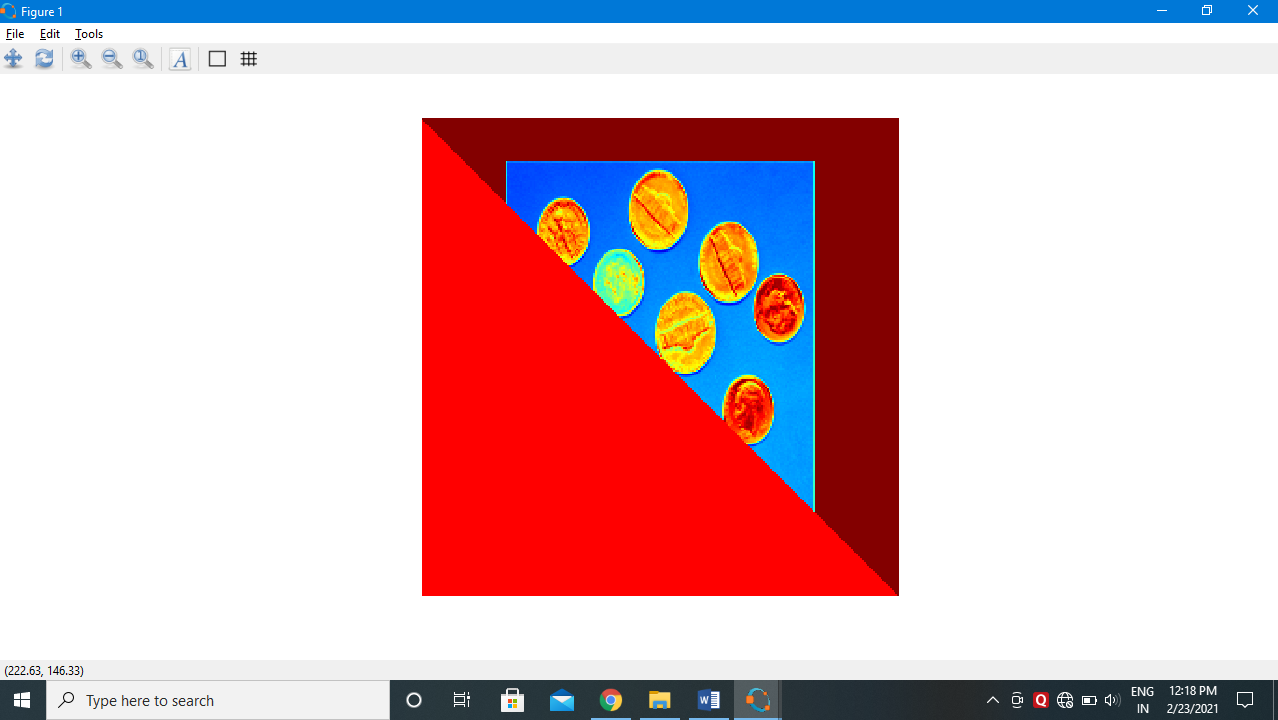 Figure 1
File Edit Tools
A
(222.63, 146.33)
Type here to search
ENG
IN
12:18 PM
2/23/2021